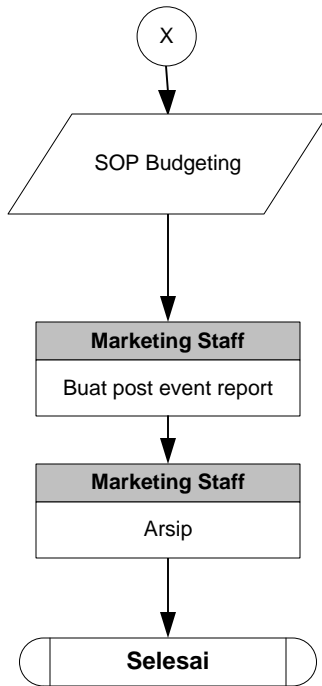 X
SOP Budgeting
Marketing Staff
Buat post event report
Marketing Staff
Arsip
Selesai